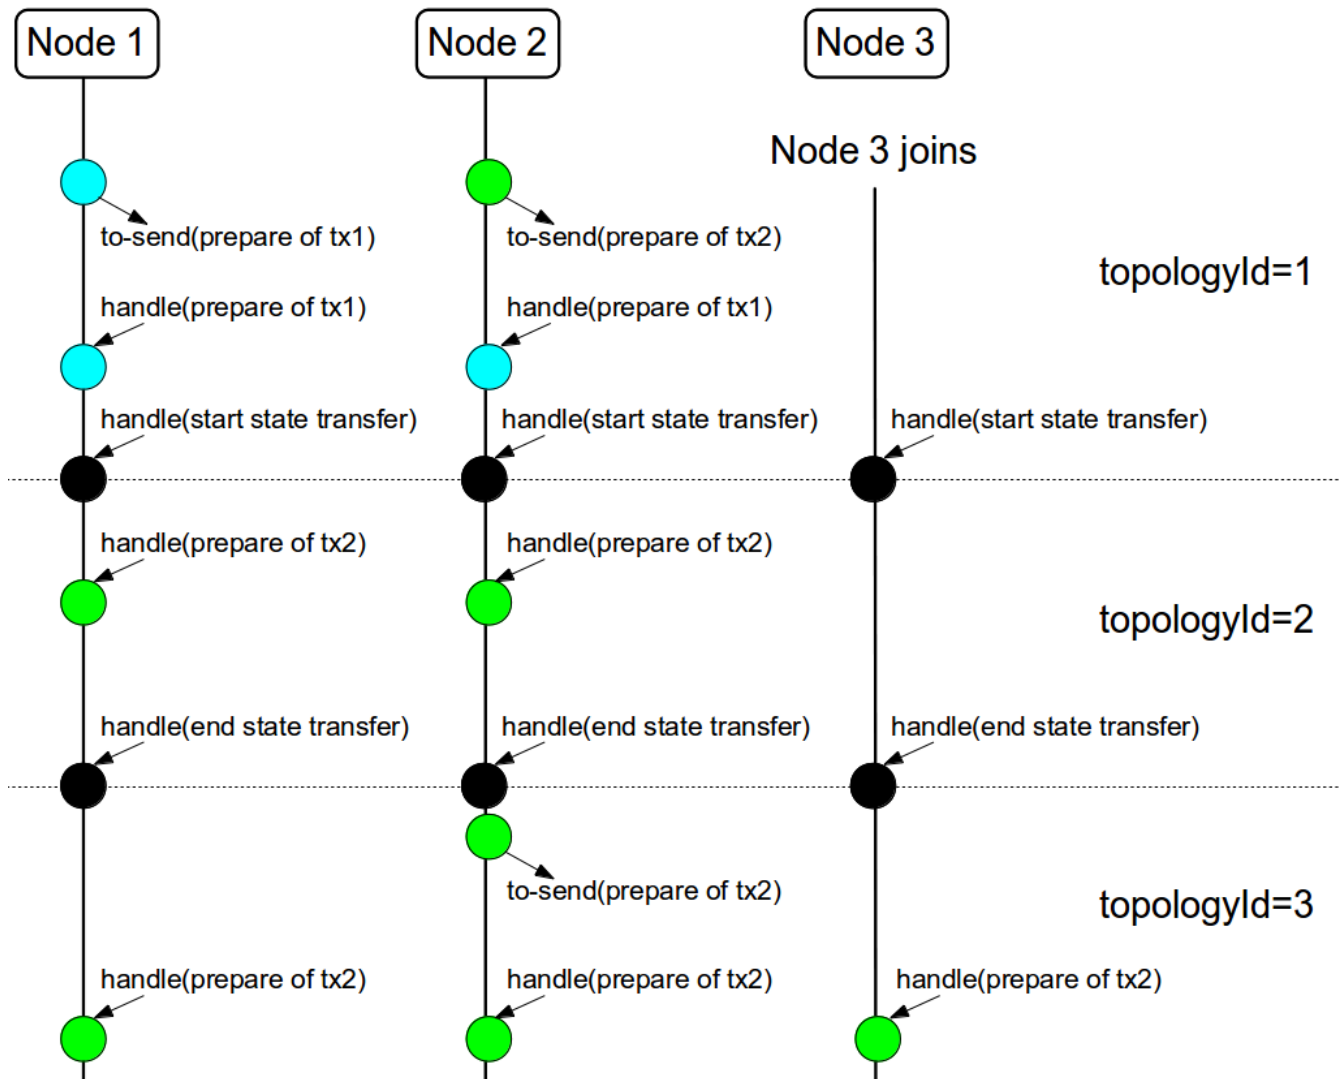 Node 1
Node 2
Node 3
Node 3 joins
to-send(prepare of tx1)
to-send(prepare of tx2)
topologyId=1
handle(prepare of tx1)
handle(prepare of tx1)
handle(start state transfer)
handle(start state transfer)
handle(start state transfer)
handle(prepare of tx2)
handle(prepare of tx2)
topologyId=2
handle(end state transfer)
handle(end state transfer)
handle(end state transfer)
to-send(prepare of tx2)
topologyId=3
handle(prepare of tx2)
handle(prepare of tx2)
handle(prepare of tx2)